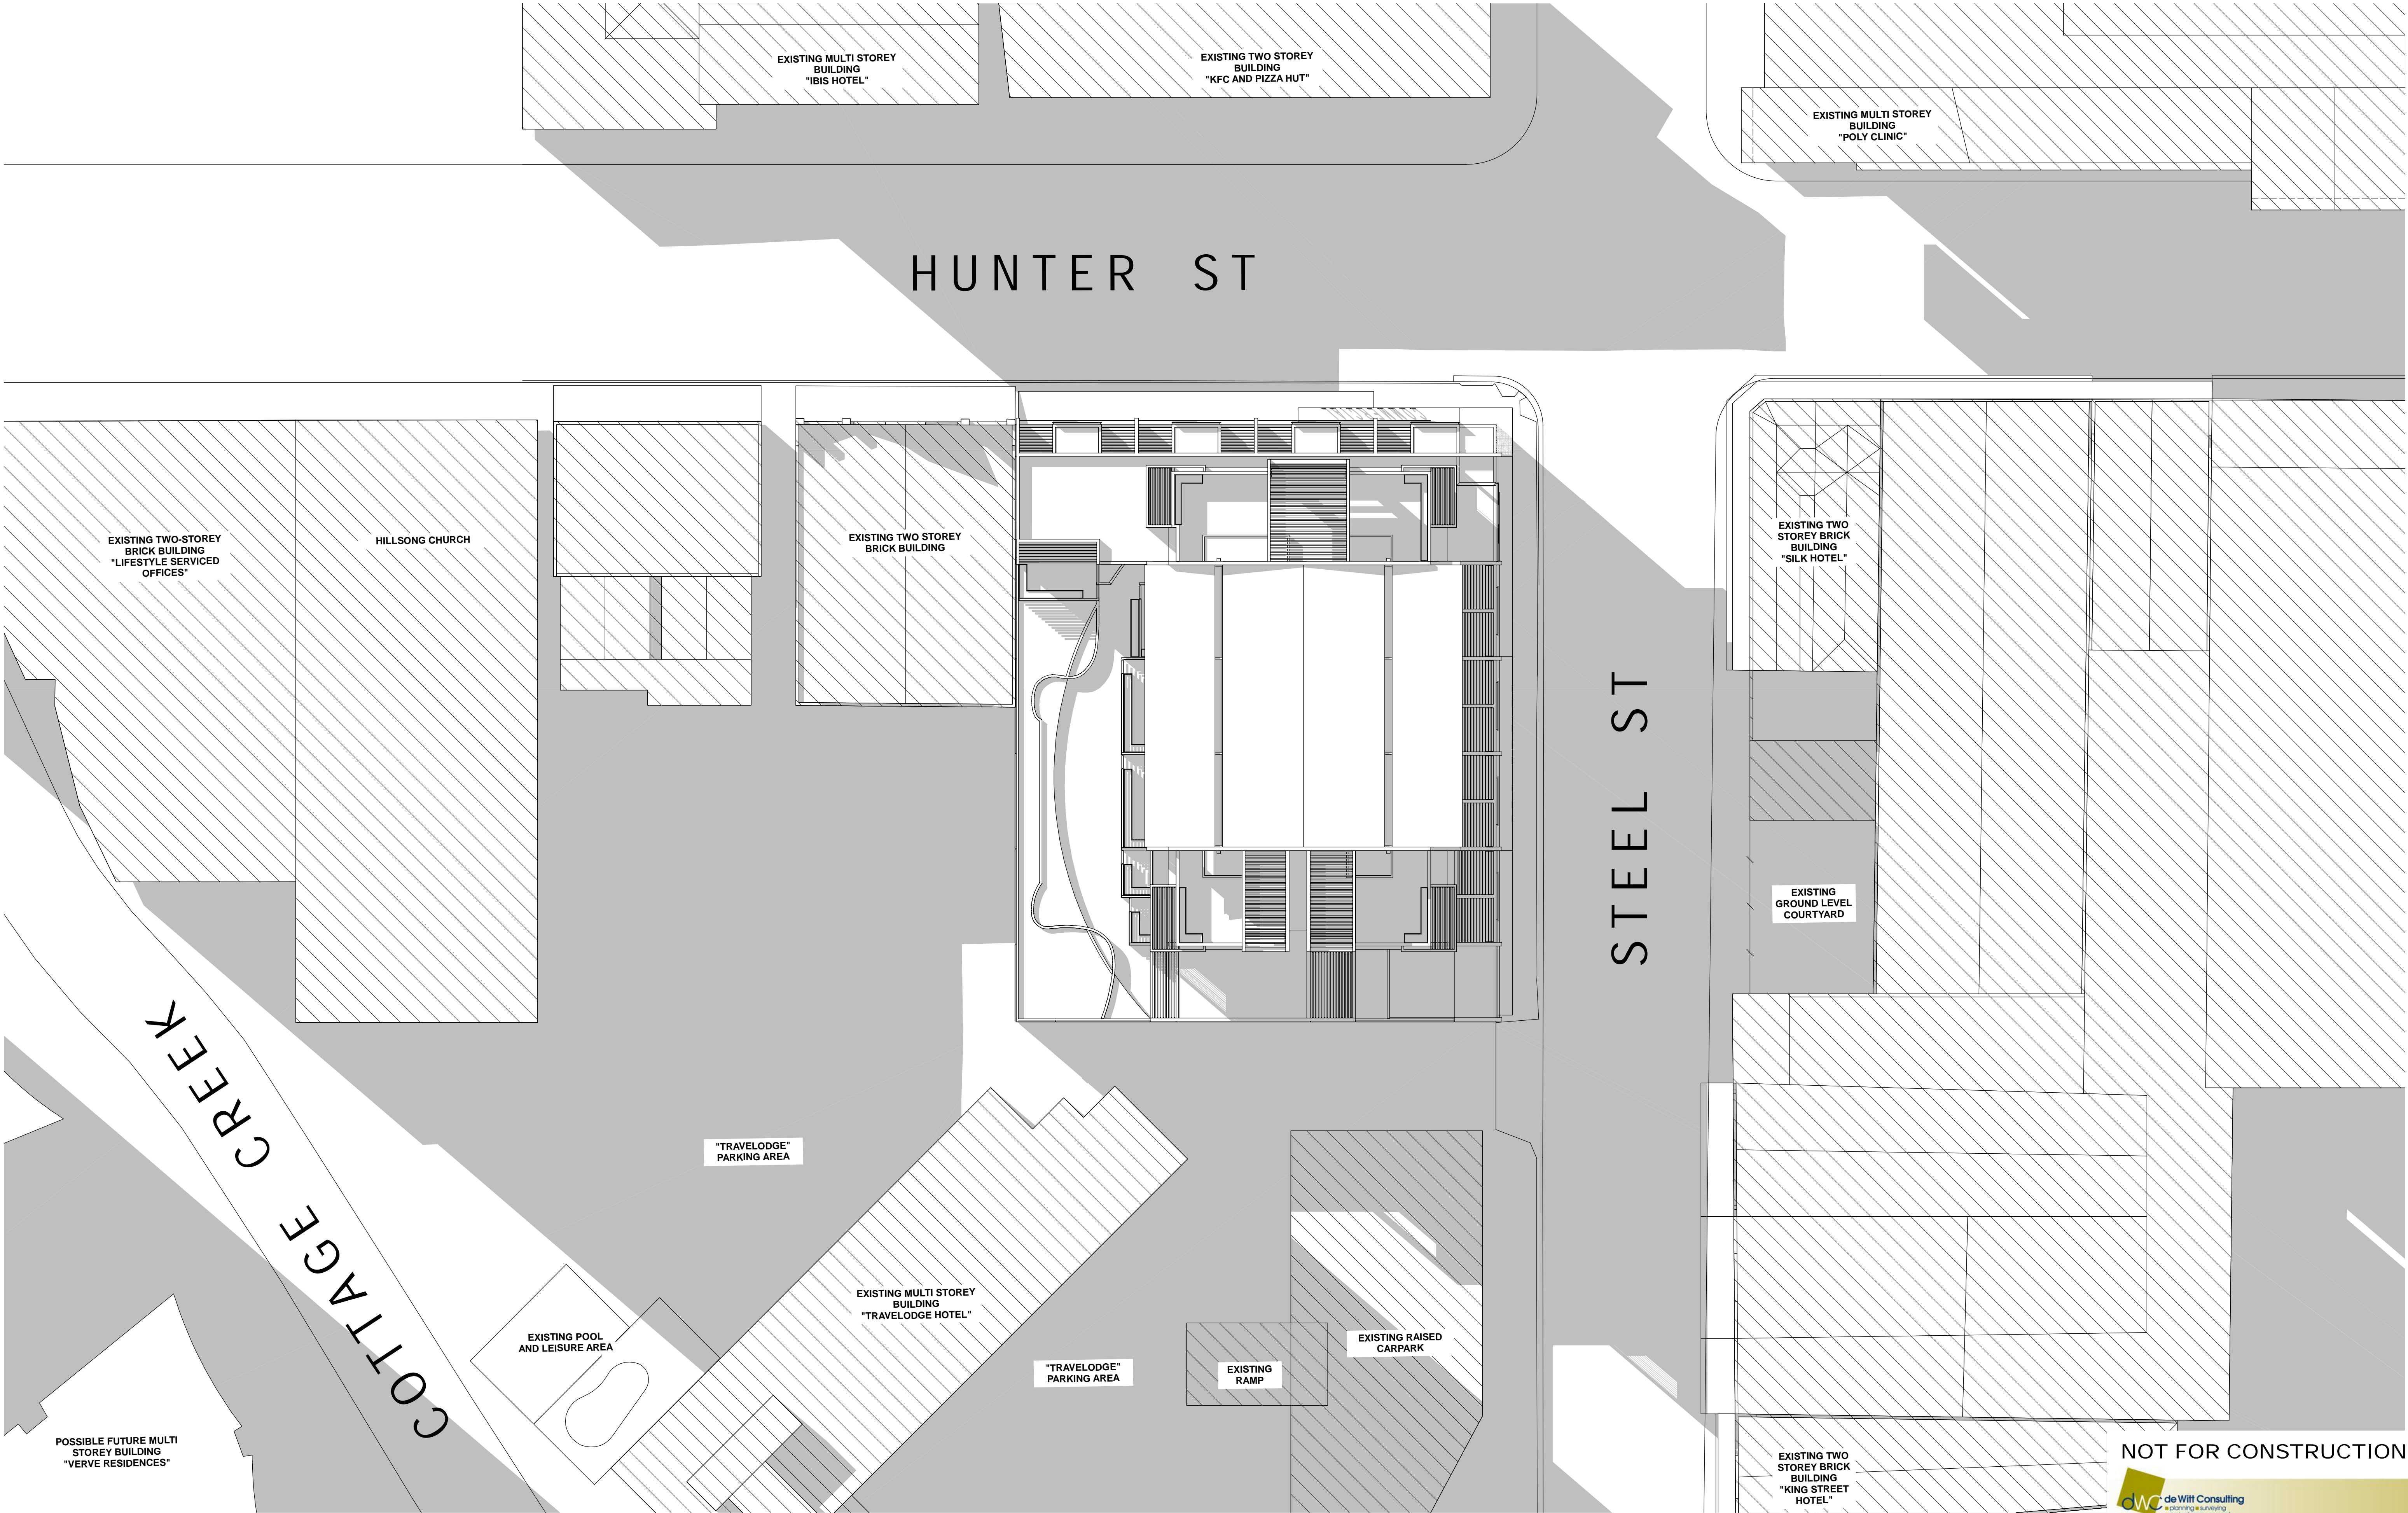 EXISTING MULTI STOREY
BUILDING
"IBIS HOTEL"
EXISTING TWO STOREY
BUILDING
"KFC AND PIZZA HUT"
EXISTING MULTI STOREY
BUILDING
"POLY CLINIC"
HUNTER ST
EXISTING TWO-STOREY
BRICK BUILDING
"LIFESTYLE SERVICED
OFFICES"
HILLSONG CHURCH
EXISTING TWO STOREY
BRICK BUILDING
EXISTING TWO
STOREY BRICK
BUILDING
"SILK HOTEL"
STEEL ST
EXISTING
GROUND LEVEL
COURTYARD
COTTAGE CREEK
"TRAVELODGE"
PARKING AREA
EXISTING MULTI STOREY
BUILDING
"TRAVELODGE HOTEL"
EXISTING POOL
AND LEISURE AREA
"TRAVELODGE"
PARKING AREA
EXISTING
RAMP
EXISTING RAISED
CARPARK
POSSIBLE FUTURE MULTI
STOREY BUILDING
"VERVE RESIDENCES"
EXISTING TWO
STOREY BRICK
BUILDING
"KING STREET
HOTEL"
NOT FOR CONSTRUCTION
dwc de Witt Consulting
planning surveying